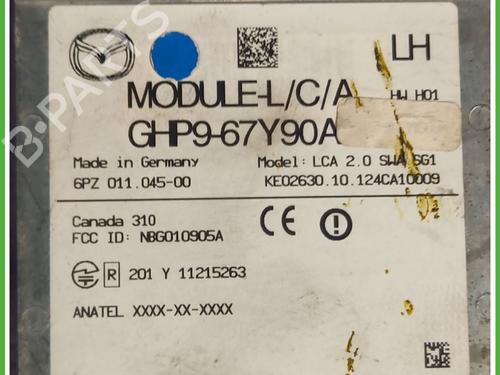 LH
MODULE-L/C/A
HW H01
GHP9-67Y90A
Made in Germany
Model: LCA 2.0 SWA SG1
6PZ 011.045-00
KE02630.10.124CA10009
Canada 310
FCC ID: NBG010905A
CE
R 201 Y 11215263
ANATEL XXXX-XX-XXXX
B-PARTS